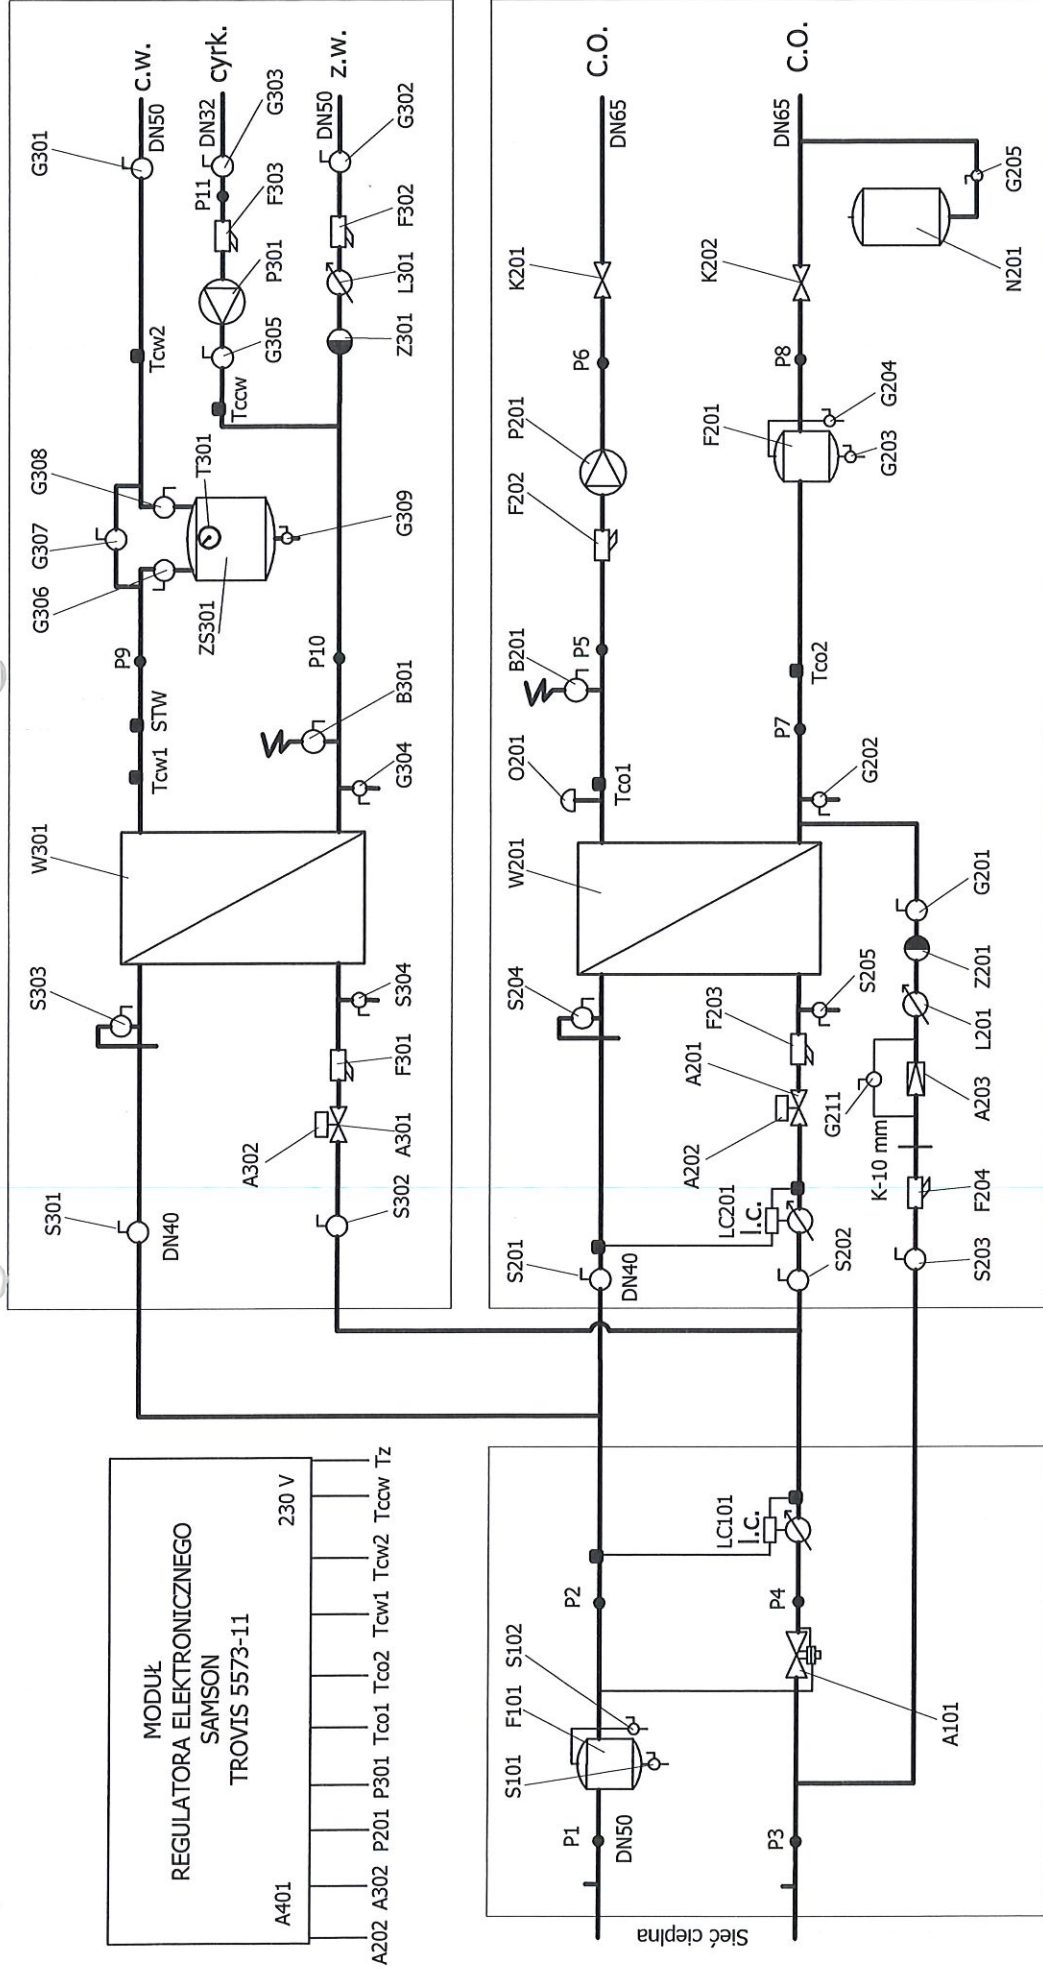 MODUŁ
REGULATORA ELEKTRONICZNEGO
SAMSON
TROVIS 5573-11
A401
230 V
A202
A302
P201
P301
Tco1
Tco2
Tcw1
Tcw2
Tccw
Tz
S301
DN40
S303
W301
Tcw1
STW
P9
G306
G307
G308
Tcw2
G301
DN50
c.w.
T301
ZS301
G309
Tccw
G305
P301
F303
P11
G303
DN32
cyrk.
S302
A302
A301
F301
S304
G304
B301
P10
Z301
L301
F302
G302
DN50
z.w.
Sieć cieplna
P1
DN50
S101
F101
S102
P2
LC101
l.c.
P3
A101
P4
S201
DN40
S204
W201
O201
Tco1
B201
P5
F202
P201
P6
K201
DN65
C.O.
LC201
l.c.
S202
A202
A201
F203
S205
G202
P7
Tco2
F201
G203
G204
P8
K202
DN65
C.O.
N201
G205
S203
F204
K-10 mm
G211
A203
L201
Z201
G201